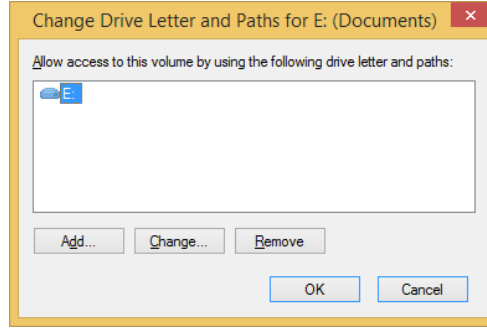 Change Drive Letter and Paths for E: (Documents)
Allow access to this volume by using the following drive letter and paths:
E:
Add... Change... Remove
OK Cancel